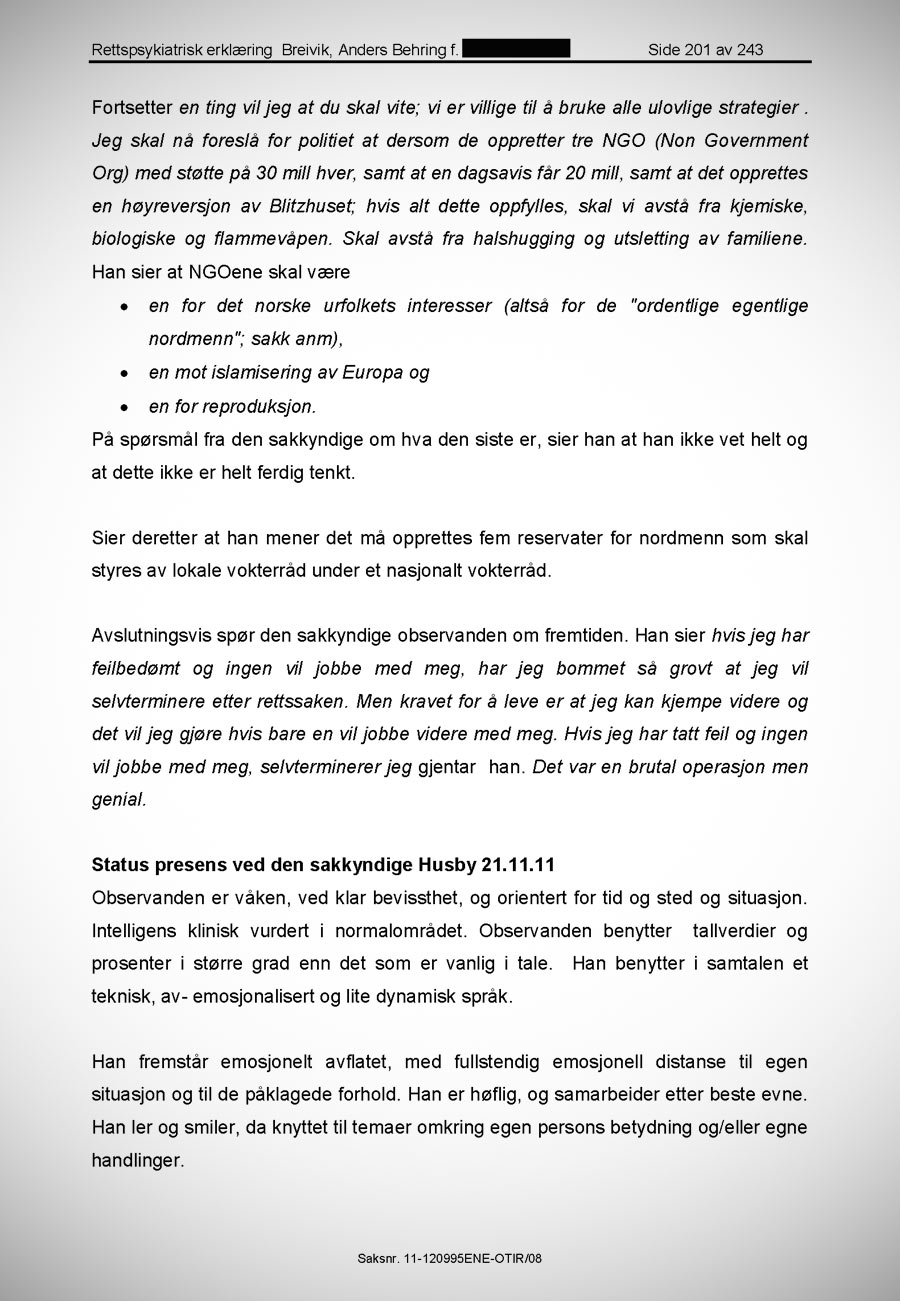 Rettspsykiatrisk erklæring Breivik, Anders Behring f. Side 201 av 243
Fortsetter en ting vil jeg at du skal vite; vi er villige til å bruke alle ulovlige strategier .
Jeg skal nå foreslå for politiet at dersom de oppretter tre NGO (Non Government
Org) med støtte på 30 mill hver, samt at en dagsavis får 20 mill, samt at det opprettes
en høyreversjon av Blitzhuset; hvis alt dette oppfylles, skal vi avstå fra kjemiske,
biologiske og flammevåpen. Skal avstå fra halshugging og utsletting av familiene.
Han sier at NGOene skal være
• en for det norske urfolkets interesser (altså for de "ordentlige egentlige
nordmenn"; sakk anm),
• en mot islamisering av Europa og
• en for reproduksjon.
På spørsmål fra den sakkyndige om hva den siste er, sier han at han ikke vet helt og
at dette ikke er helt ferdig tenkt.
Sier deretter at han mener det må opprettes fem reservater for nordmenn som skal
styres av lokale vokterråd under et nasjonalt vokterråd.
Avslutningsvis spør den sakkyndige observanden om fremtiden. Han sier hvis jeg har
feilbedømt og ingen vil jobbe med meg, har jeg bommet så grovt at jeg vil
selvterminere etter rettssaken. Men kravet for å leve er at jeg kan kjempe videre og
det vil jeg gjøre hvis bare en vil jobbe videre med meg. Hvis jeg har tatt feil og ingen
vil jobbe med meg, selvterminerer jeg gjentar han. Det var en brutal operasjon men
genial.
Status presens ved den sakkyndige Husby 21.11.11
Observanden er våken, ved klar bevissthet, og orientert for tid og sted og situasjon.
Intelligens klinisk vurdert i normalområdet. Observanden benytter tallverdier og
prosenter i større grad enn det som er vanlig i tale. Han benytter i samtalen et
teknisk, av- emosjonalisert og lite dynamisk språk.
Han fremstår emosjonelt avflatet, med fullstendig emosjonell distanse til egen
situasjon og til de påklagede forhold. Han er høflig, og samarbeider etter beste evne.
Han ler og smiler, da knyttet til temaer omkring egen persons betydning og/eller egne
handlinger.
Saksnr. 11-120995ENE-OTIR/08